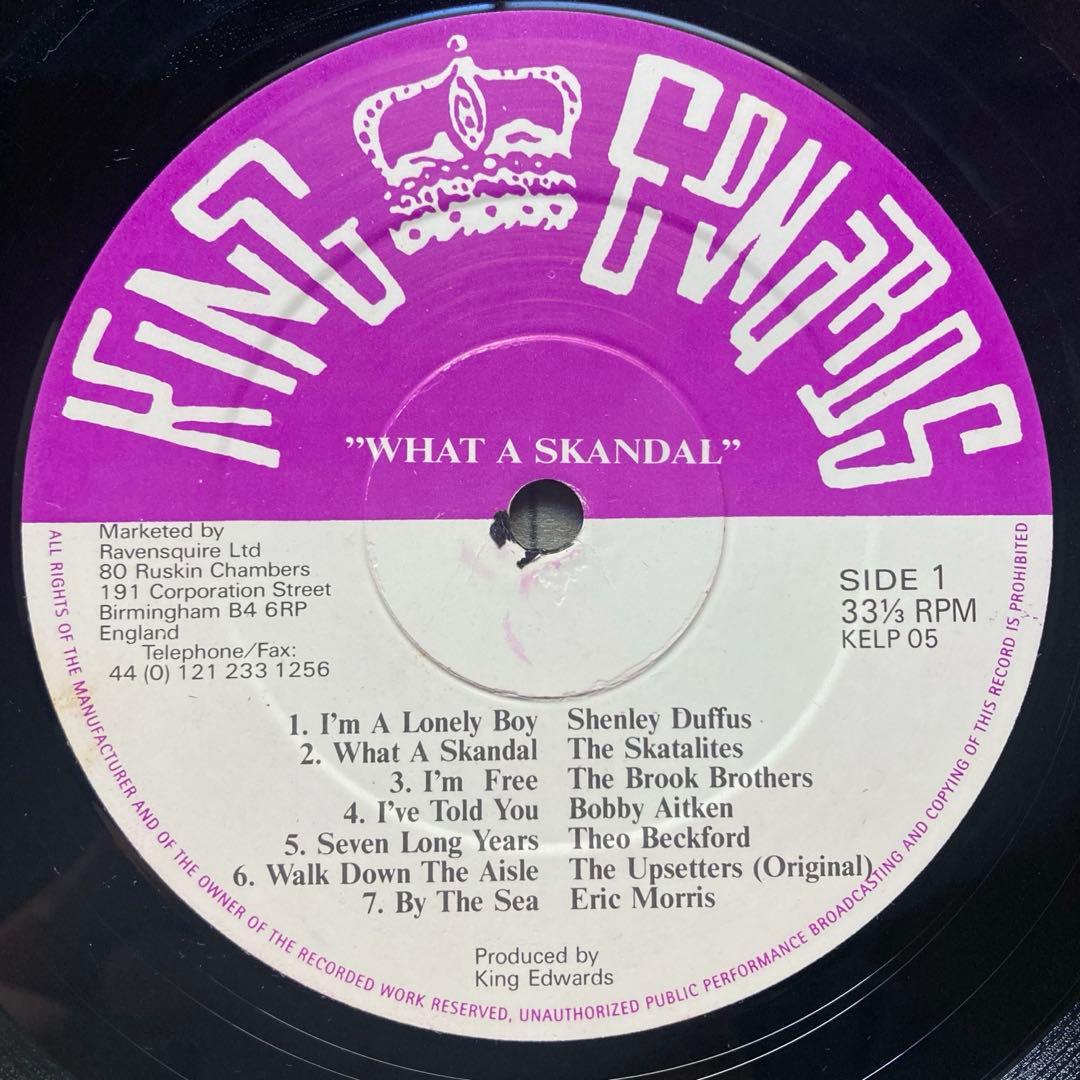 KING EDWARDS
"WHAT A SKANDAL"
Marketed by
Ravensquire Ltd
80 Ruskin Chambers
191 Corporation Street
Birmingham B4 6RP
England
Telephone/Fax:
44 (0) 121 233 1256
SIDE 1
33⅓ RPM
KELP 05
1. I'm A Lonely Boy Shenley Duffus
2. What A Skandal The Skatalites
3. I'm Free The Brook Brothers
4. I've Told You Bobby Aitken
5. Seven Long Years Theo Beckford
6. Walk Down The Aisle The Upsetters (Original)
7. By The Sea Eric Morris
Produced by
King Edwards
ALL RIGHTS OF THE MANUFACTURER AND OF THE OWNER OF THE RECORDED WORK RESERVED, UNAUTHORIZED PUBLIC PERFORMANCE BROADCASTING AND COPYING OF THIS RECORD IS PROHIBITED